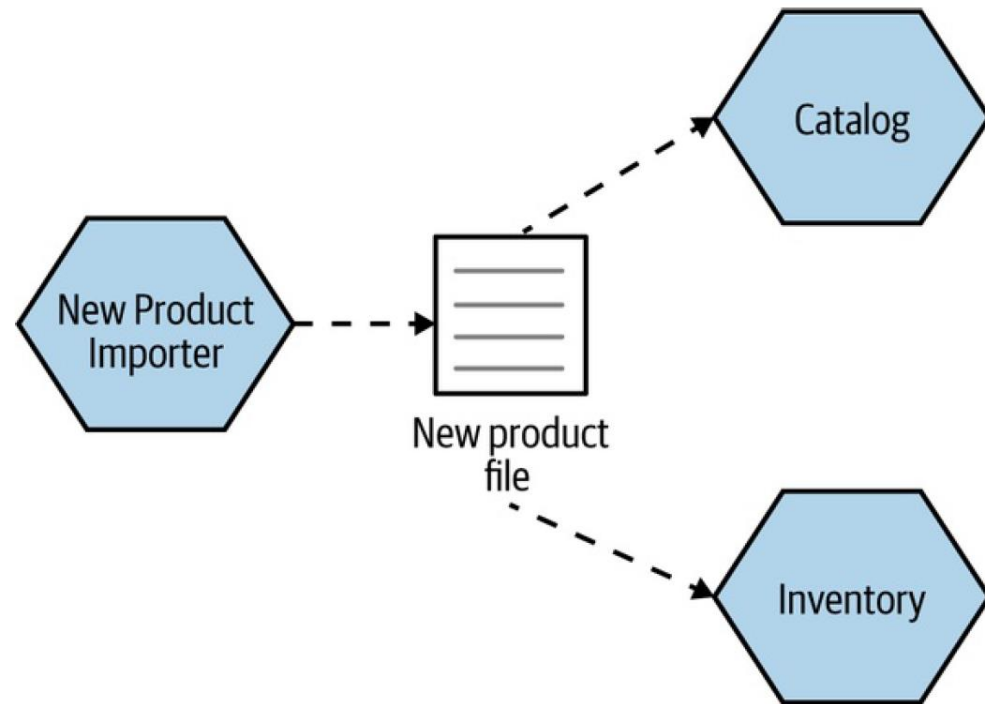 Catalog
New Product
Importer
New product
file
Inventory